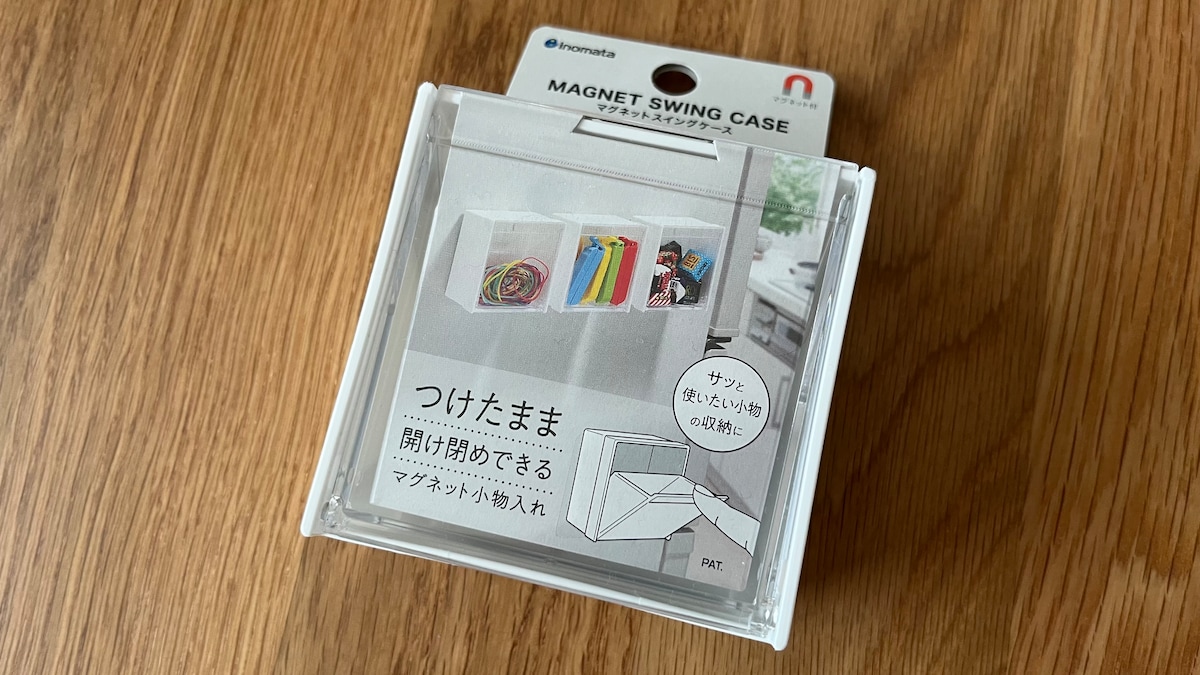 Inomata
MAGNET SWING CASE
マグネットスイングケース
マグネット付
サッと
使いたい小物
の収納に
つけたまま
開け閉めできる
マグネット小物入れ
PAT.